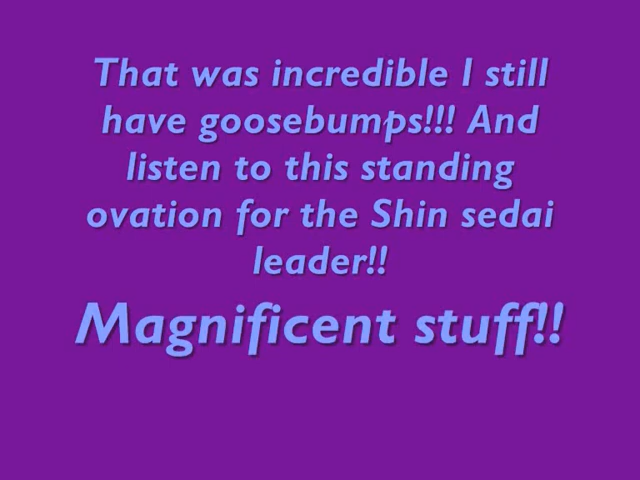 That was incredible I still
have goosebumps!!! And
listen to this standing
ovation for the Shin sedai
leader!!
Magnificent stuff!!